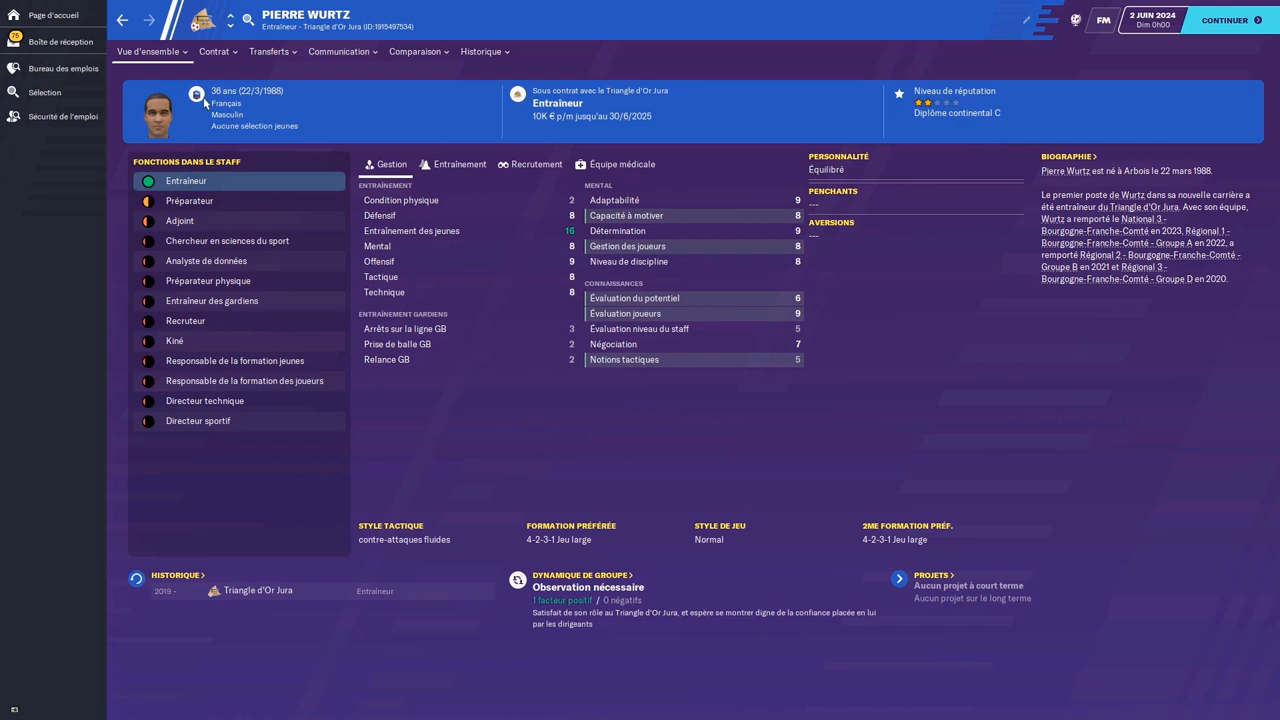 Page d'accueil
75
Boîte de réception
Bureau des emplois
Sélection
Sécurité de l'emploi
PIERRE WURTZ
Entraîneur - Triangle d'Or Jura (ID:1915497534)
FM
2 JUIN 2024
Dim 0h00
CONTINUER
Vue d'ensemble
Contrat
Transferts
Communication
Comparaison
Historique
36 ans (22/3/1988)
Français
Masculin
Aucune sélection jeunes
Sous contrat avec le Triangle d'Or Jura
Entraîneur
10K € p/m jusqu'au 30/6/2025
Niveau de réputation
Diplôme continental C
FONCTIONS DANS LE STAFF
Entraîneur
Préparateur
Adjoint
Chercheur en sciences du sport
Analyste de données
Préparateur physique
Entraîneur des gardiens
Recruteur
Kiné
Responsable de la formation jeunes
Responsable de la formation des joueurs
Directeur technique
Directeur sportif
Gestion
Entraînement
Recrutement
Équipe médicale
ENTRAÎNEMENT
Condition physique 2
Défensif 8
Entraînement des jeunes 16
Mental 8
Offensif 9
Tactique 8
Technique 8
ENTRAÎNEMENT GARDIENS
Arrêts sur la ligne GB 3
Prise de balle GB 2
Relance GB 2
MENTAL
Adaptabilité 9
Capacité à motiver 8
Détermination 9
Gestion des joueurs 8
Niveau de discipline 8
CONNAISSANCES
Évaluation du potentiel 6
Évaluation joueurs 9
Évaluation niveau du staff 5
Négociation 7
Notions tactiques 5
PERSONNALITÉ
Équilibré
PENCHANTS
---
AVERSIONS
---
BIOGRAPHIE >
Pierre Wurtz est né à Arbois le 22 mars 1988.
Le premier poste de Wurtz dans sa nouvelle carrière a
été entraîneur du Triangle d'Or Jura. Avec son équipe,
Wurtz a remporté le National 3 -
Bourgogne-Franche-Comté en 2023, Régional 1 -
Bourgogne-Franche-Comté - Groupe A en 2022, a
remporté Régional 2 - Bourgogne-Franche-Comté -
Groupe B en 2021 et Régional 3 -
Bourgogne-Franche-Comté - Groupe D en 2020.
STYLE TACTIQUE
contre-attaques fluides
FORMATION PRÉFÉRÉE
4-2-3-1 Jeu large
STYLE DE JEU
Normal
2ME FORMATION PRÉF.
4-2-3-1 Jeu large
HISTORIQUE >
2019 - Triangle d'Or Jura Entraîneur
DYNAMIQUE DE GROUPE >
Observation nécessaire
1 facteur positif / 0 négatifs
Satisfait de son rôle au Triangle d'Or Jura, et espère se montrer digne de la confiance placée en lui
par les dirigeants
PROJETS >
Aucun projet à court terme
Aucun projet sur le long terme